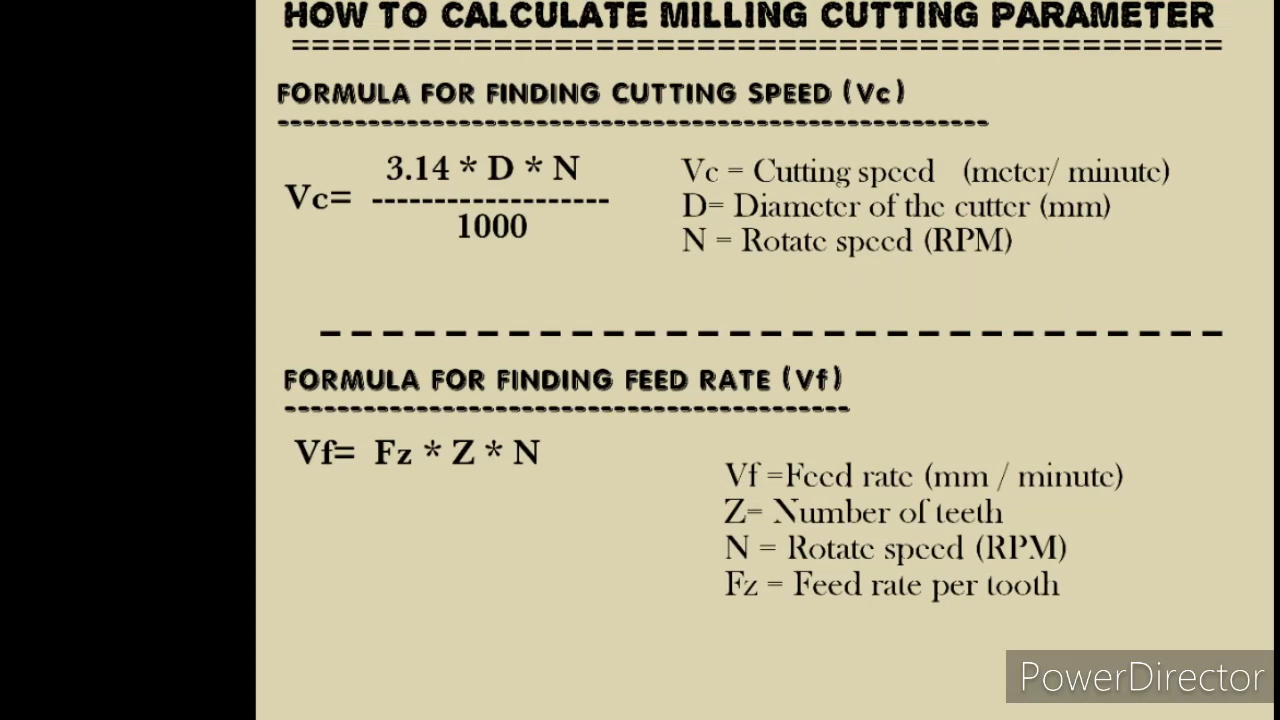 HOW TO CALCULATE MILLING CUTTING PARAMETER
==============================================
FORMULA FOR FINDING CUTTING SPEED (Vc)
-------------------------------------------------------
3.14 * D * N
Vc= -------------------
1000
Vc = Cutting speed (meter/ minute)
D= Diameter of the cutter (mm)
N = Rotate speed (RPM)
– – – – – – – – – – – – – – – – – – – – – – – – – – – – –
FORMULA FOR FINDING FEED RATE (Vf)
-------------------------------------------
Vf= Fz * Z * N
Vf =Feed rate (mm / minute)
Z= Number of teeth
N = Rotate speed (RPM)
Fz = Feed rate per tooth
PowerDirector